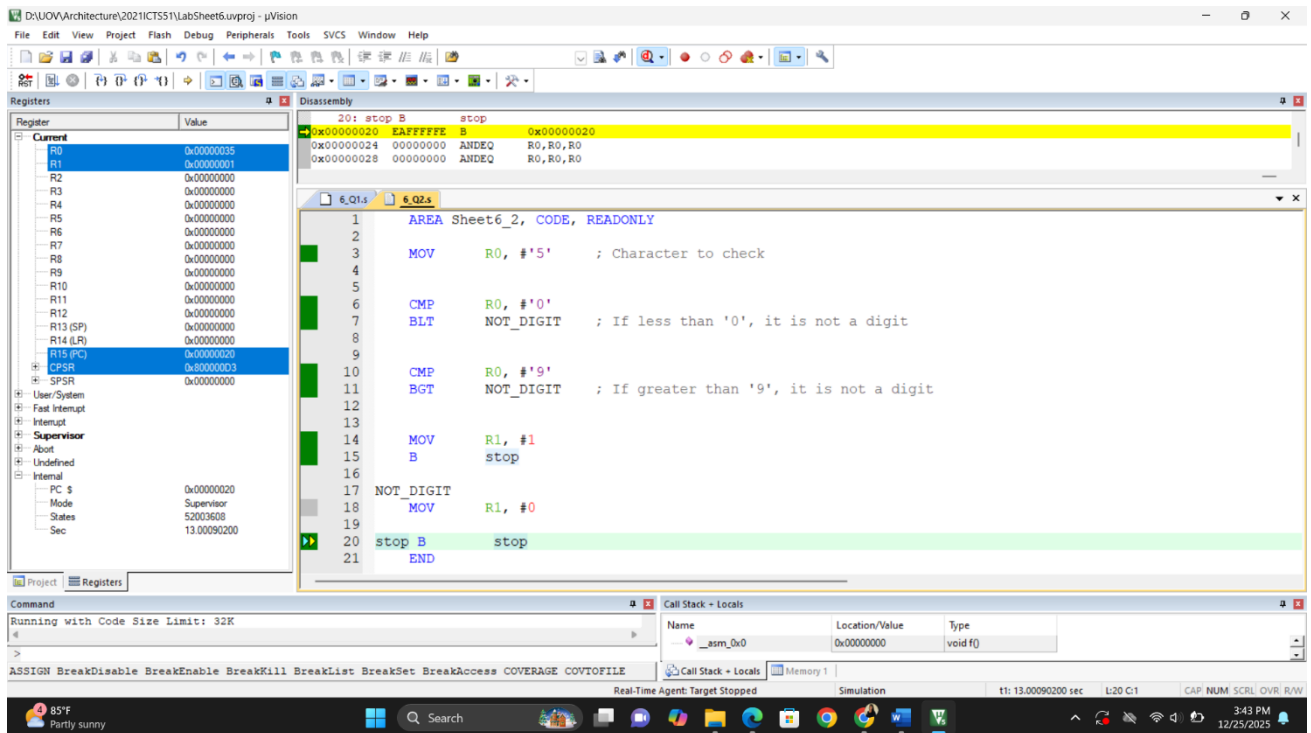 D:\UOV\Architecture\2021ICTS51\LabSheet6.uvproj - µVision
File Edit View Project Flash Debug Peripherals Tools SVCS Window Help
Registers
Register Value
Current
R0 0x00000035
R1 0x00000001
R2 0x00000000
R3 0x00000000
R4 0x00000000
R5 0x00000000
R6 0x00000000
R7 0x00000000
R8 0x00000000
R9 0x00000000
R10 0x00000000
R11 0x00000000
R12 0x00000000
R13 (SP) 0x00000000
R14 (LR) 0x00000000
R15 (PC) 0x00000020
CPSR 0x800000D3
SPSR 0x00000000
User/System
Fast Interrupt
Interrupt
Supervisor
Abort
Undefined
Internal
PC $ 0x00000020
Mode Supervisor
States 52003608
Sec 13.00090200
Project Registers
Disassembly
20: stop B stop
0x00000020 EAFFFFFE B 0x00000020
0x00000024 00000000 ANDEQ R0,R0,R0
0x00000028 00000000 ANDEQ R0,R0,R0
6_Q1.s 6_Q2.s
1 AREA Sheet6_2, CODE, READONLY
2
3 MOV R0, #'5' ; Character to check
4
5
6 CMP R0, #'0'
7 BLT NOT_DIGIT ; If less than '0', it is not a digit
8
9
10 CMP R0, #'9'
11 BGT NOT_DIGIT ; If greater than '9', it is not a digit
12
13
14 MOV R1, #1
15 B stop
16
17 NOT_DIGIT
18 MOV R1, #0
19
20 stop B stop
21 END
Command
Running with Code Size Limit: 32K
>
ASSIGN BreakDisable BreakEnable BreakKill BreakList BreakSet BreakAccess COVERAGE COVTOFILE
Call Stack + Locals
Name Location/Value Type
__asm_0x0 0x00000000 void f()
Call Stack + Locals Memory 1
Real-Time Agent: Target Stopped Simulation t1: 13.00090200 sec L:20 C:1 CAP NUM SCRL OVR R/W
4
85°F
Partly sunny
Search
3:43 PM
12/25/2025